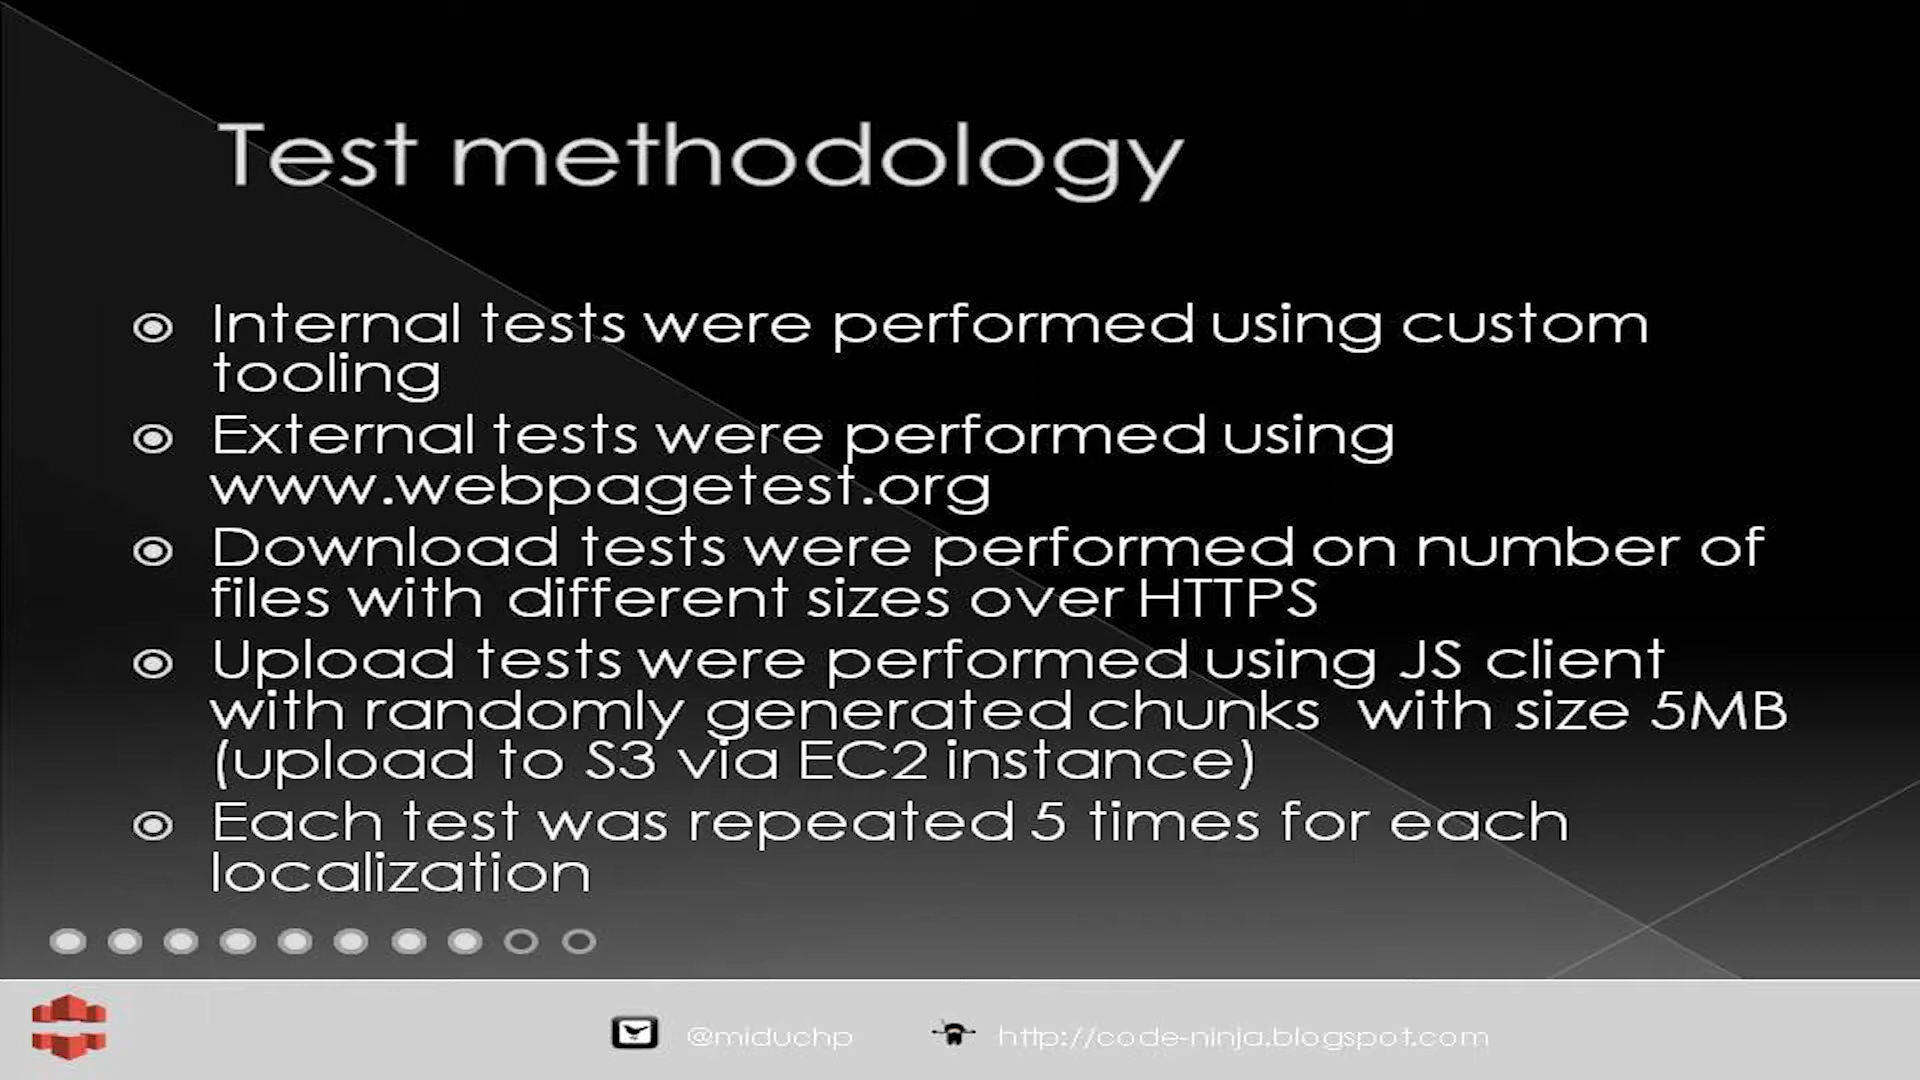 Test methodology
Internal tests were performed using custom
tooling
External tests were performed using
www.webpagetest.org
Download tests were performed on number of
files with different sizes over HTTPS
Upload tests were performed using JS client
with randomly generated chunks with size 5MB
(upload to S3 via EC2 instance)
Each test was repeated 5 times for each
localization
@miduchp http://code-ninja.blogspot.com